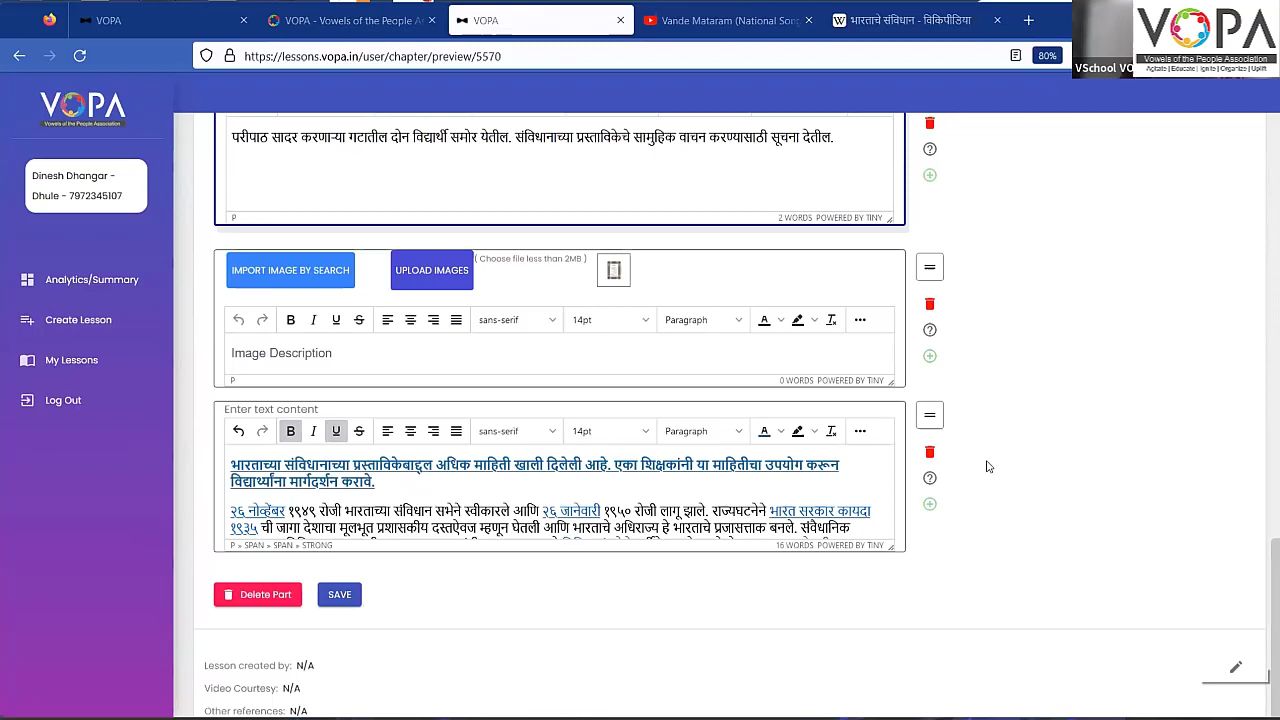 VOPA
VOPA - Vowels of the People A
VOPA
Vande Mataram (National Song
भारताचे संविधान - विकिपीडिया
VOPA
Vowels of the People Association
Agitate | Educate | Ignite | Organize | Uplift
VSchool VO
https://lessons.vopa.in/user/chapter/preview/5570
80%
VOPA
Vowels of the People Association
Dinesh Dhangar -
Dhule - 7972345107
Analytics/Summary
Create Lesson
My Lessons
Log Out
परीपाठ सादर करणाऱ्या गटातील दोन विद्यार्थी समोर येतील. संविधानाच्या प्रस्ताविकेचे सामुहिक वाचन करण्यासाठी सूचना देतील.
P
2 WORDS POWERED BY TINY
IMPORT IMAGE BY SEARCH
UPLOAD IMAGES
( Choose file less than 2MB )
B I U S sans-serif 14pt Paragraph A
Image Description
P
0 WORDS POWERED BY TINY
Enter text content
B I U S sans-serif 14pt Paragraph A
भारताच्या संविधानाच्या प्रस्ताविकेबाद्दल अधिक माहिती खाली दिलेली आहे. एका शिक्षकांनी या माहितीचा उपयोग करून
विद्यार्थ्यांना मार्गदर्शन करावे.
२६ नोव्हेंबर १९४९ रोजी भारताच्या संविधान सभेने स्वीकारले आणि २६ जानेवारी १९५० रोजी लागू झाले. राज्यघटनेने भारत सरकार कायदा
१९३५ ची जागा देशाचा मूलभूत प्रशासकीय दस्तऐवज म्हणून घेतली आणि भारताचे अधिराज्य हे भारताचे प्रजासत्ताक बनले. संवैधानिक
P » SPAN » SPAN » STRONG
16 WORDS POWERED BY TINY
Delete Part
SAVE
Lesson created by: N/A
Video Courtesy: N/A
Other references: N/A